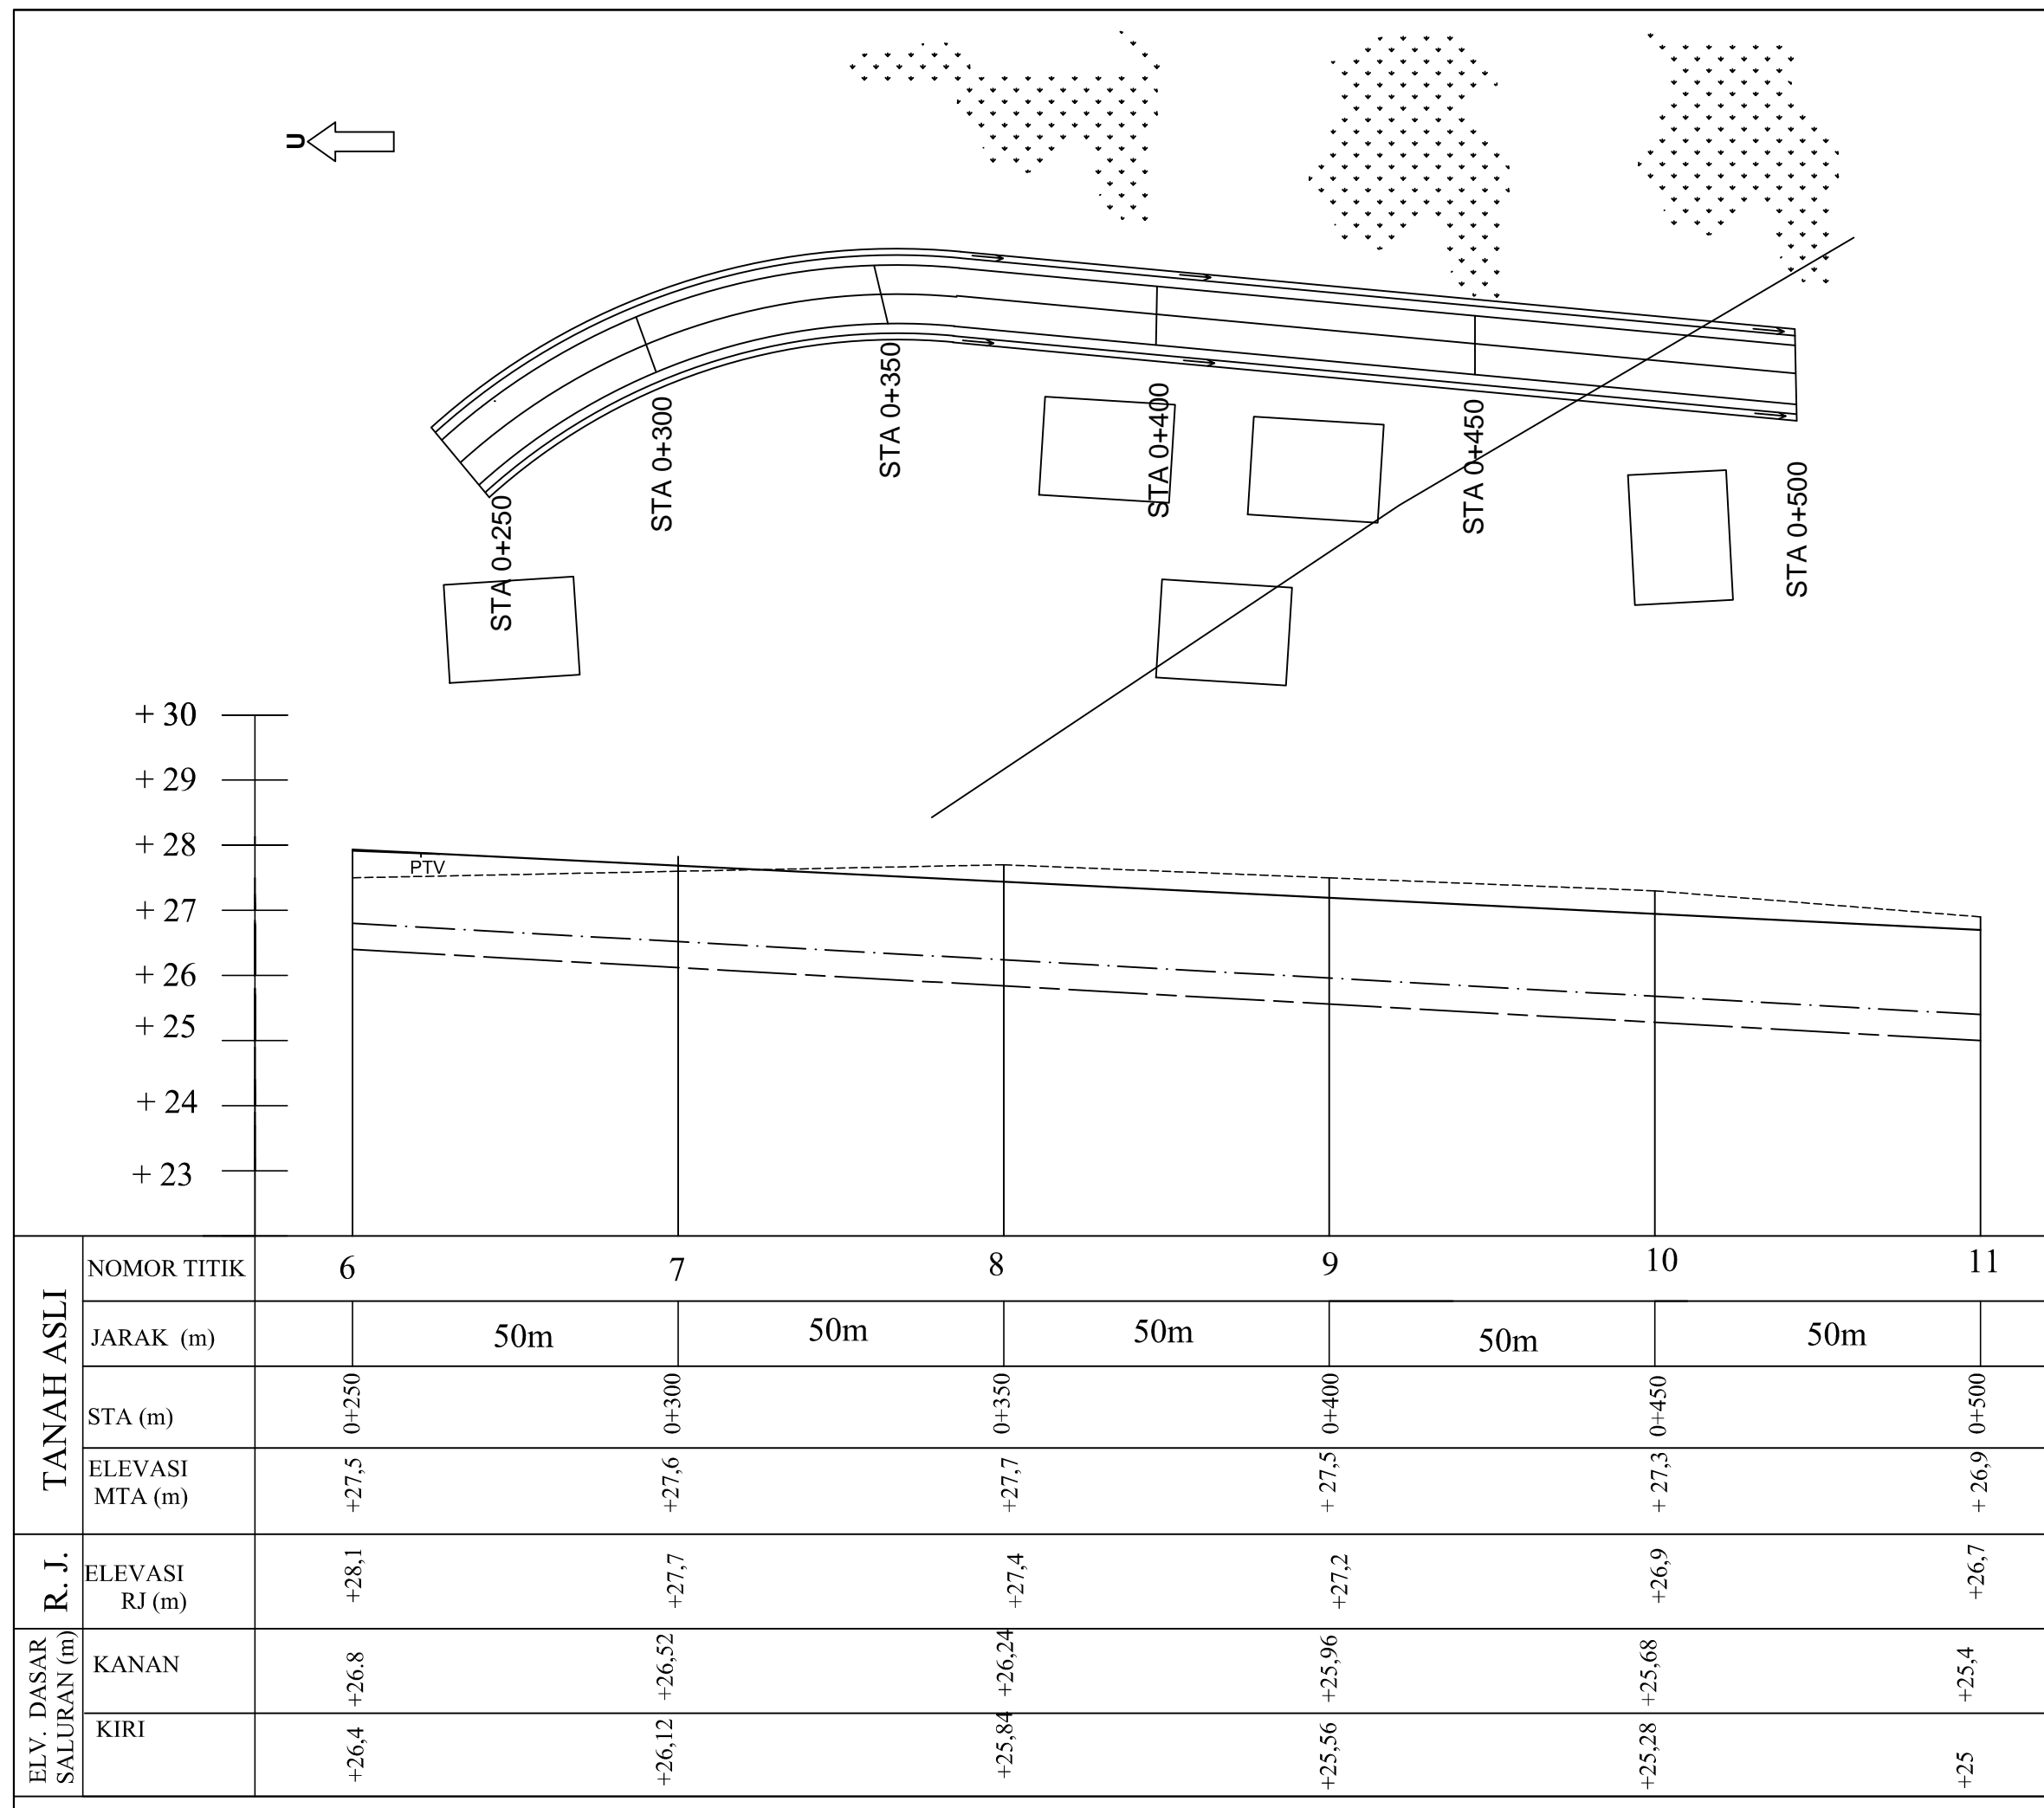 U
STA 0+250
STA 0+300
STA 0+350
STA 0+400
STA 0+450
STA 0+500
+ 30
+ 29
+ 28
+ 27
+ 26
+ 25
+ 24
+ 23
PTV
TANAH ASLI
NOMOR TITIK 6 7 8 9 10 11
JARAK (m) 50m 50m 50m 50m 50m
STA (m) 0+250 0+300 0+350 0+400 0+450 0+500
ELEVASI
MTA (m) +27,5 +27,6 +27,7 + 27,5 + 27,3 + 26,9
R. J.
ELEVASI
RJ (m) +28,1 +27,7 +27,4 +27,2 +26,9 +26,7
ELV. DASAR
SALURAN (m)
KANAN +26.8 +26,52 +26,24 +25,96 +25,68 +25,4
KIRI +26,4 +26,12 +25,84 +25,56 +25,28 +25